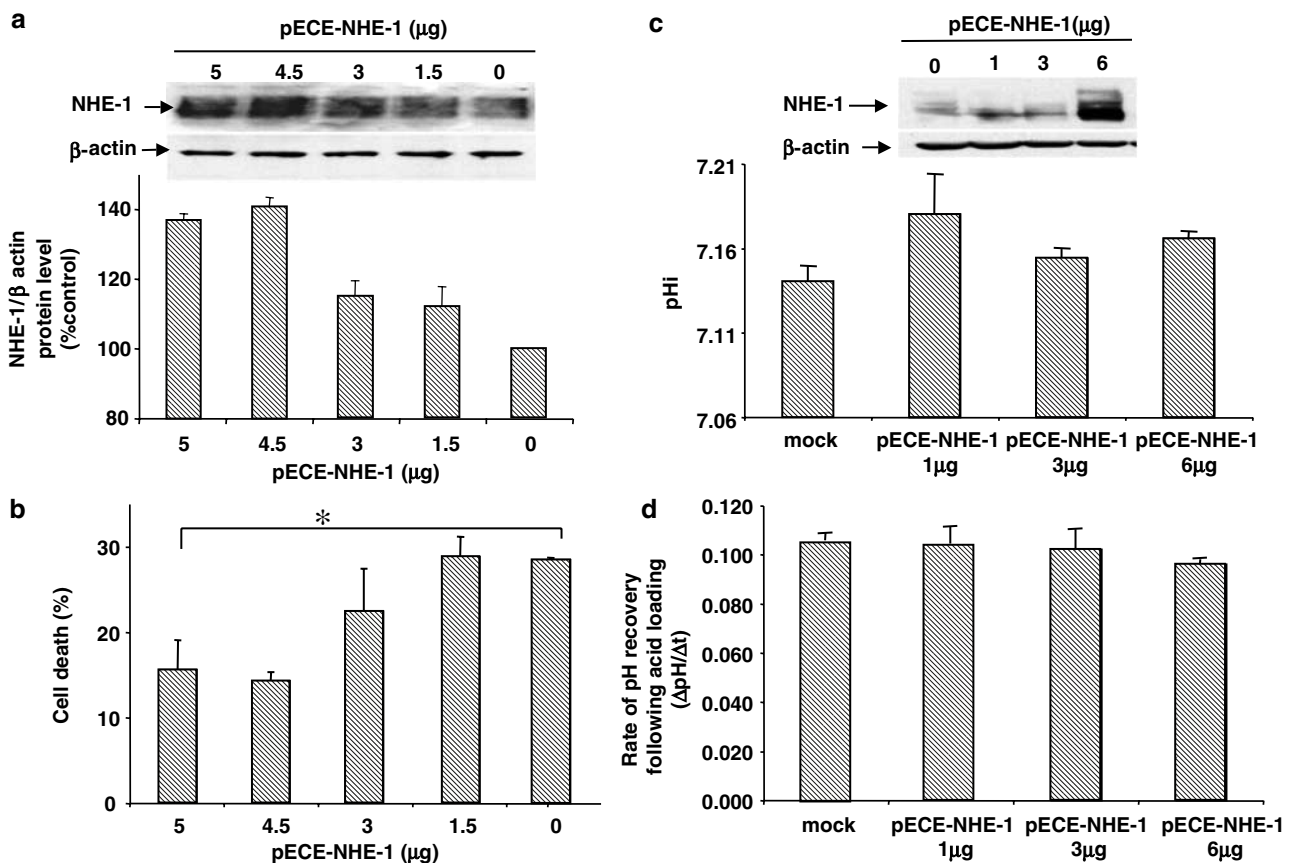 a
pECE-NHE-1 (μg)
5 4.5 3 1.5 0
NHE-1
β-actin
NHE-1/β actin
protein level
(%control)
140
120
100
80
5 4.5 3 1.5 0
pECE-NHE-1 (μg)
b
*
Cell death (%)
30
20
10
0
5 4.5 3 1.5 0
pECE-NHE-1 (μg)
c
pECE-NHE-1(μg)
0 1 3 6
NHE-1
β-actin
pHi
7.21
7.16
7.11
7.06
mock pECE-NHE-1 pECE-NHE-1 pECE-NHE-1
1μg 3μg 6μg
d
Rate of pH recovery
following acid loading
(ΔpH/Δt)
0.120
0.100
0.080
0.060
0.040
0.020
0.000
mock pECE-NHE-1 pECE-NHE-1 pECE-NHE-1
1μg 3μg 6μg